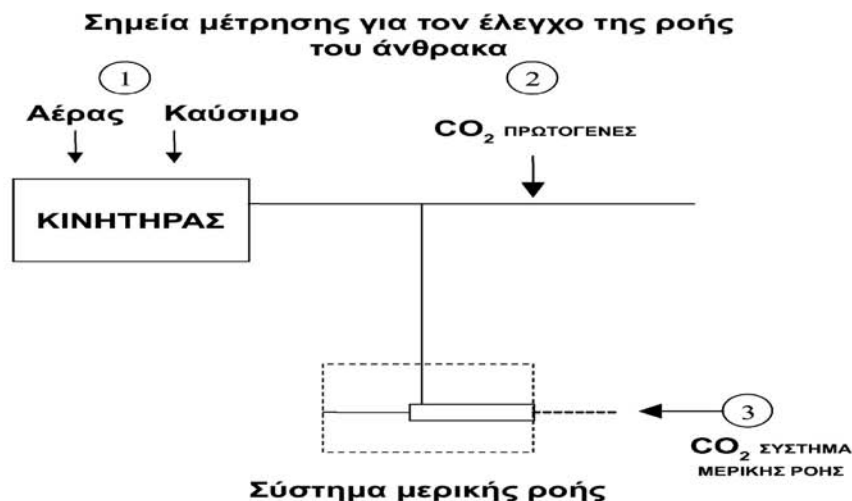 Σημεία μέτρησης για τον έλεγχο της ροής
του άνθρακα
1
2
Αέρας Καύσιμο
CO2 ΠΡΩΤΟΓΕΝΕΣ
ΚΙΝΗΤΗΡΑΣ
3
CO2 ΣΥΣΤΗΜΑ
ΜΕΡΙΚΗΣ ΡΟΗΣ
Σύστημα μερικής ροής